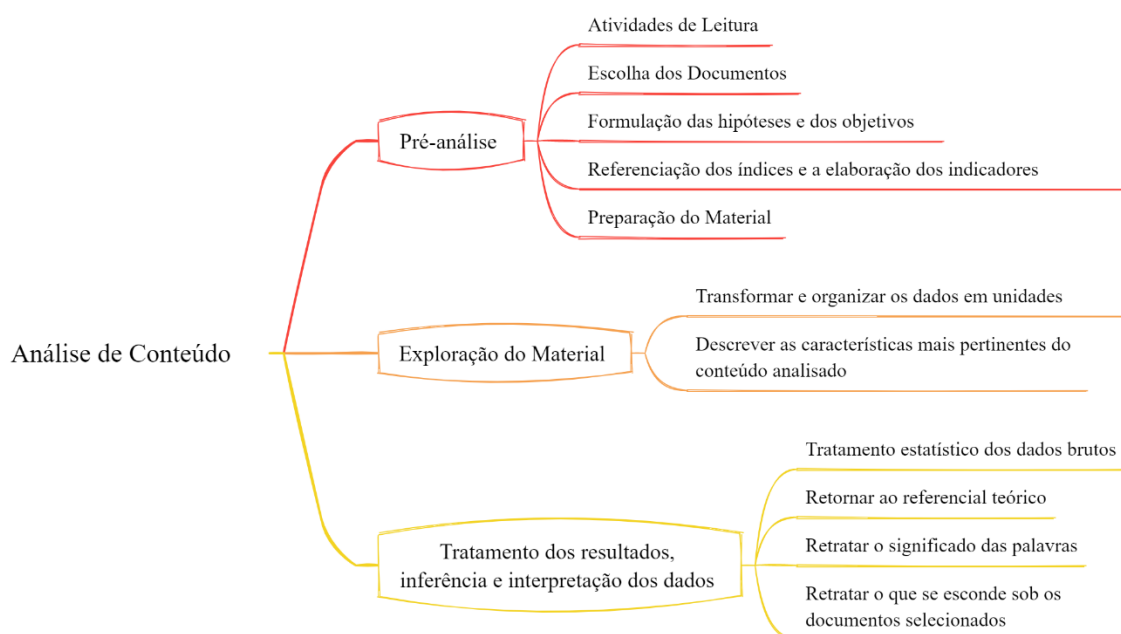 Atividades de Leitura
Escolha dos Documentos
Pré-análise
Formulação das hipóteses e dos objetivos
Referenciação dos índices e a elaboração dos indicadores
Preparação do Material
Análise de Conteúdo
Exploração do Material
Transformar e organizar os dados em unidades
Descrever as características mais pertinentes do
conteúdo analisado
Tratamento dos resultados,
inferência e interpretação dos dados
Tratamento estatístico dos dados brutos
Retornar ao referencial teórico
Retratar o significado das palavras
Retratar o que se esconde sob os
documentos selecionados